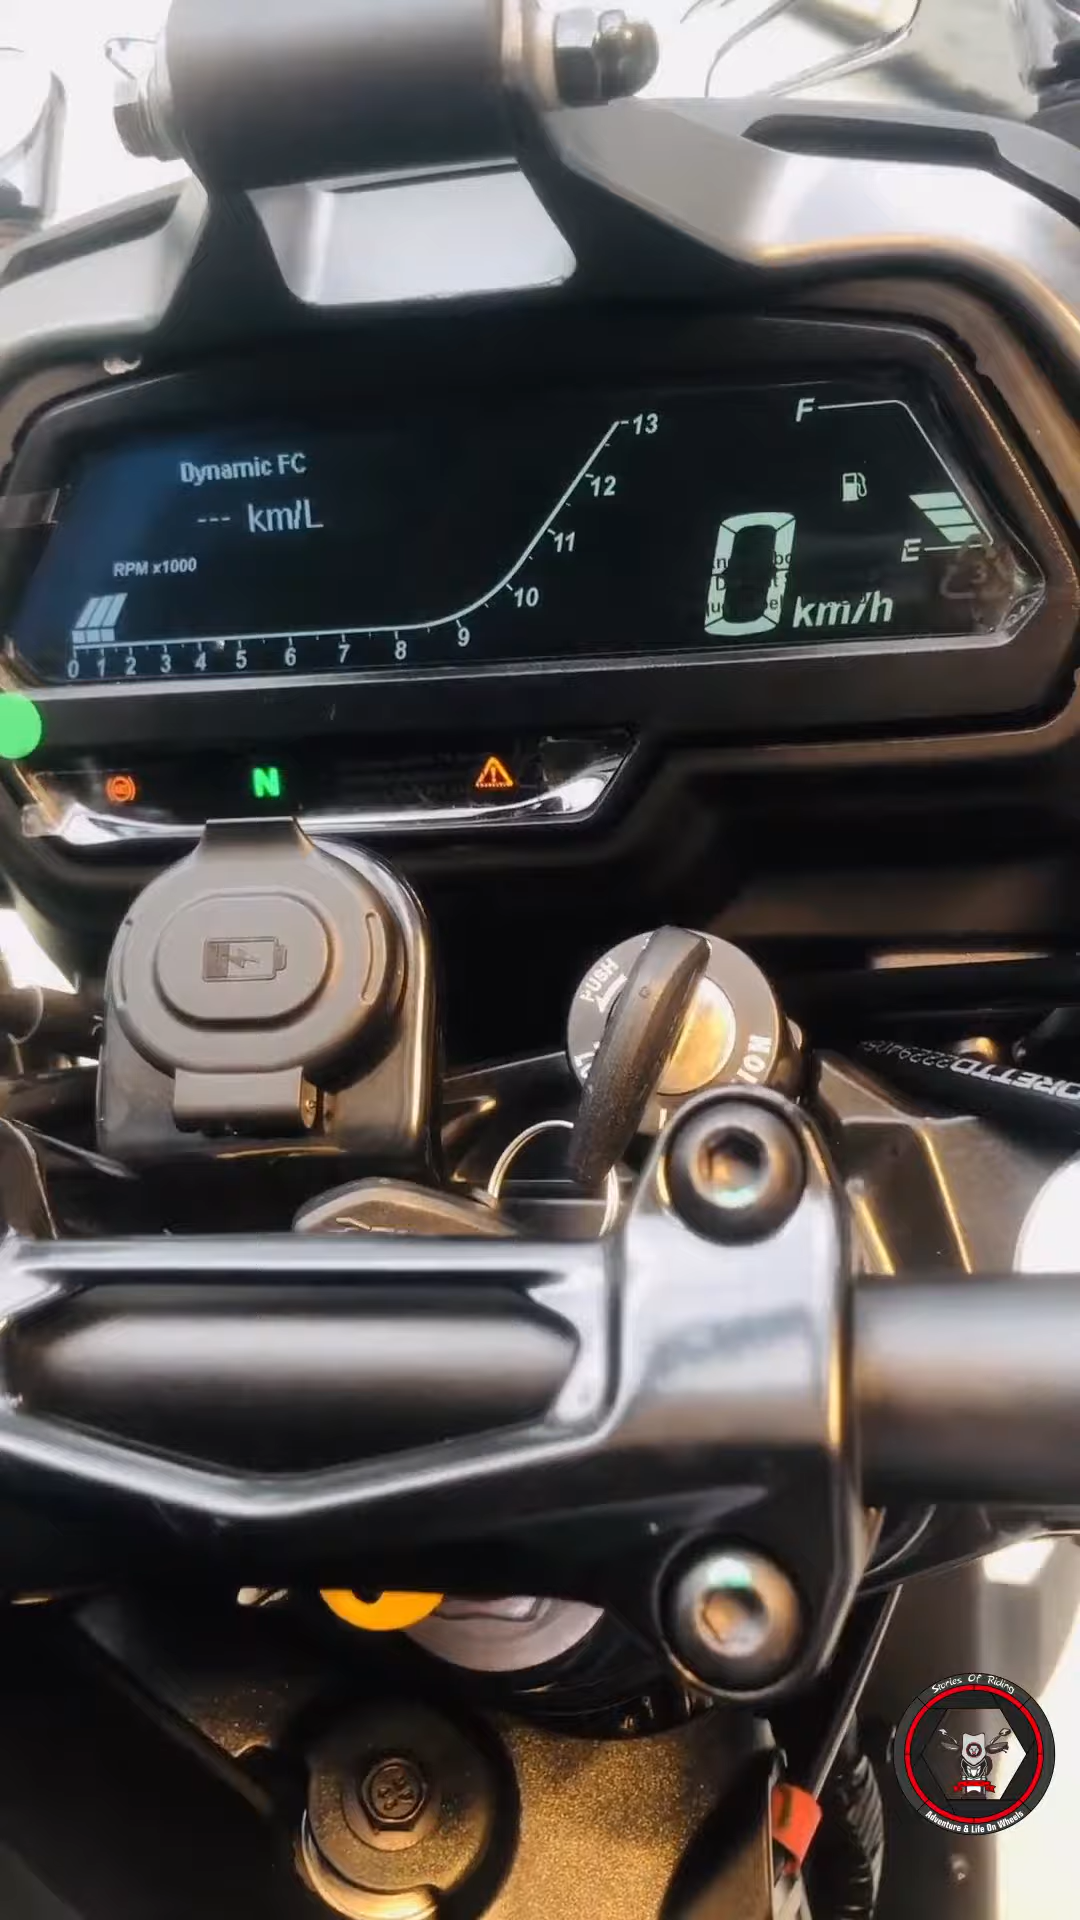 Dynamic FC
--- km/L
RPM x1000
0 1 2 3 4 5 6 7 8 9 10 11 12 13
F
E
0 km/h
N
PUSH
ON
Stories Of Riding
Adventure & Life On Wheels